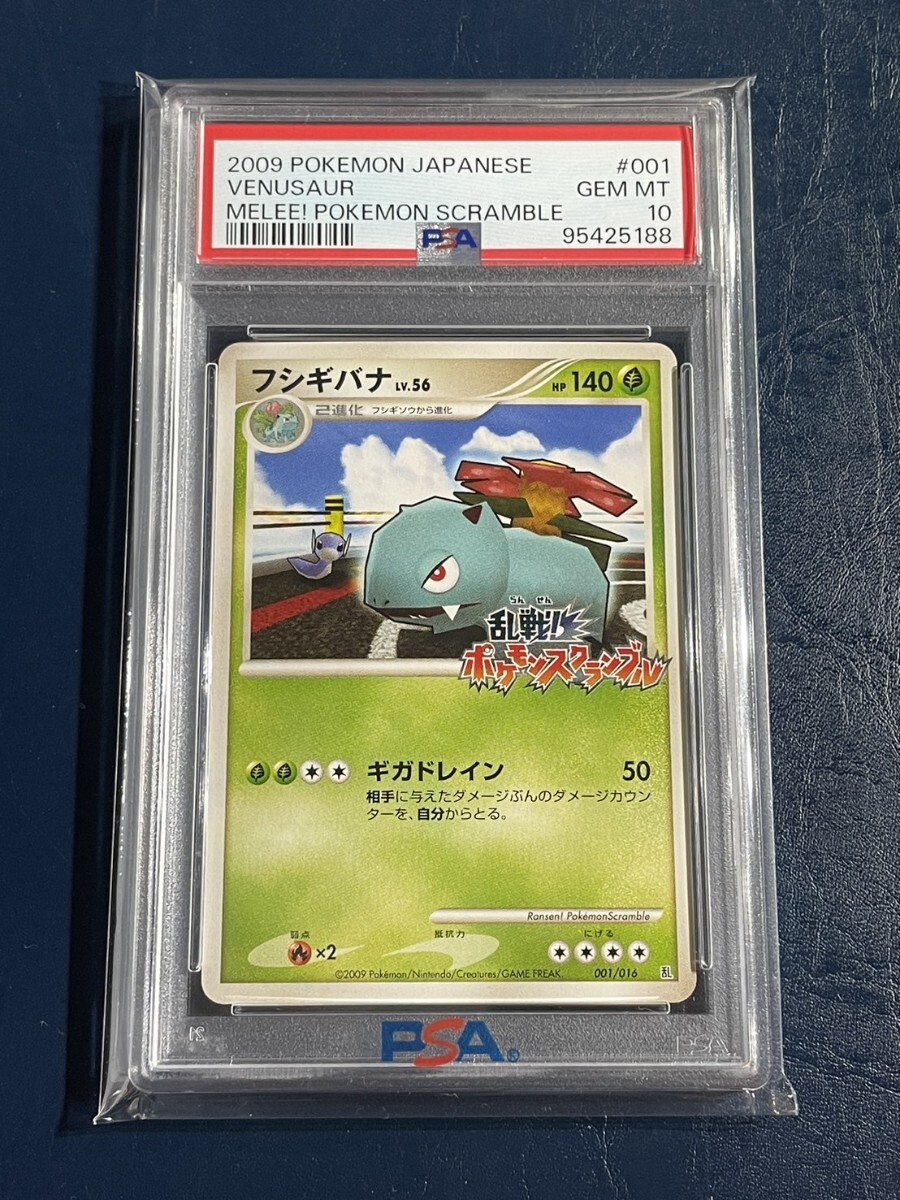 2009 POKEMON JAPANESE #001
VENUSAUR GEM MT
MELEE! POKEMON SCRAMBLE 10
PSA 95425188
フシギバナ LV.56 HP 140
2進化 フシギソウから進化
らんせん
乱戦!
ポケモンスクランブル
ギガドレイン 50
相手に与えたダメージぶんのダメージカウン
ターを、自分からとる。
Ransen! PokémonScramble
弱点 抵抗力 にげる
×2
©2009 Pokémon/Nintendo/Creatures/GAME FREAK 001/016 乱
PSA®
PSA